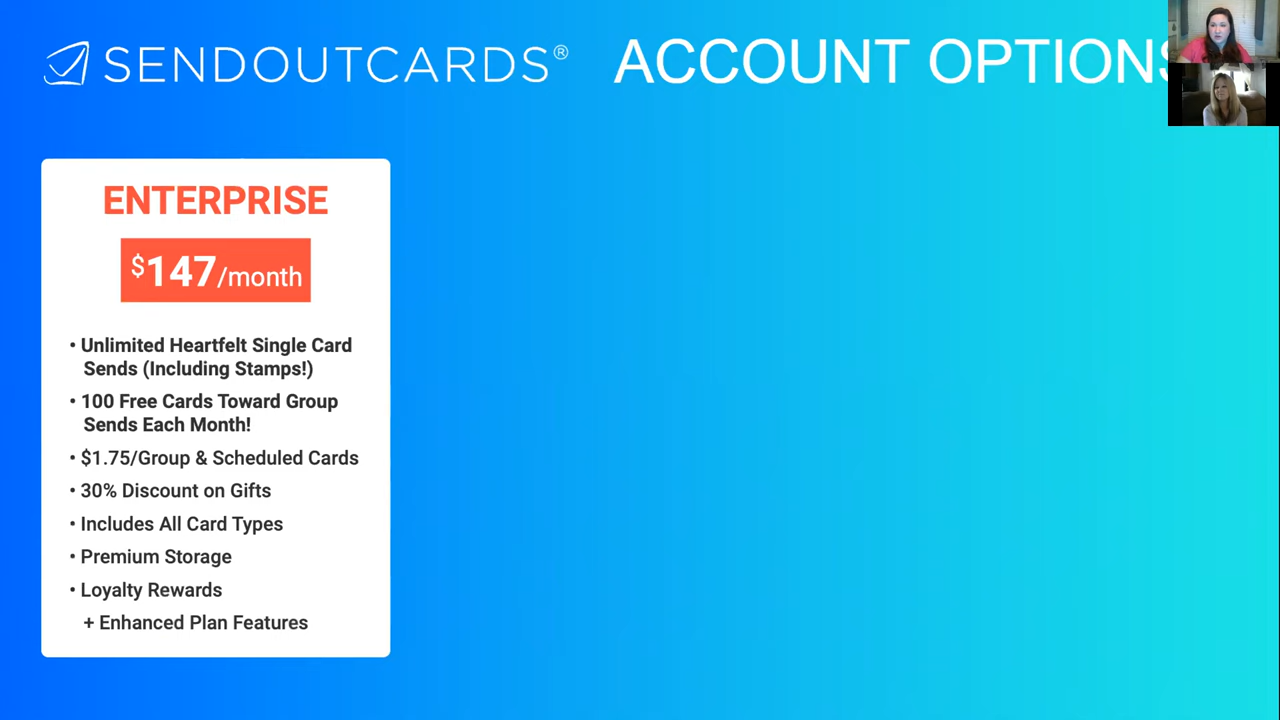 SENDOUTCARDS® ACCOUNT OPTIONS
ENTERPRISE
$147/month
• Unlimited Heartfelt Single Card
Sends (Including Stamps!)
• 100 Free Cards Toward Group
Sends Each Month!
• $1.75/Group & Scheduled Cards
• 30% Discount on Gifts
• Includes All Card Types
• Premium Storage
• Loyalty Rewards
+ Enhanced Plan Features